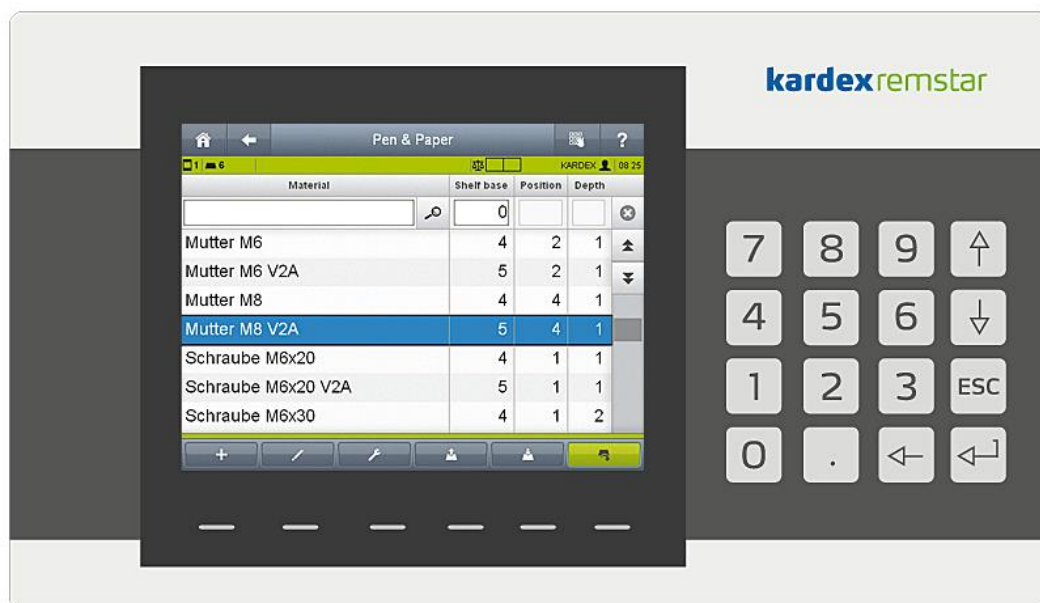 kardexremstar
Pen & Paper ?
1 6 KARDEX 08 25
Material Shelf base Position Depth
0
Mutter M6 4 2 1
Mutter M6 V2A 5 2 1
Mutter M8 4 4 1
Mutter M8 V2A 5 4 1
Schraube M6x20 4 1 1
Schraube M6x20 V2A 5 1 1
Schraube M6x30 4 1 2
7 8 9
4 5 6
1 2 3 ESC
0 .